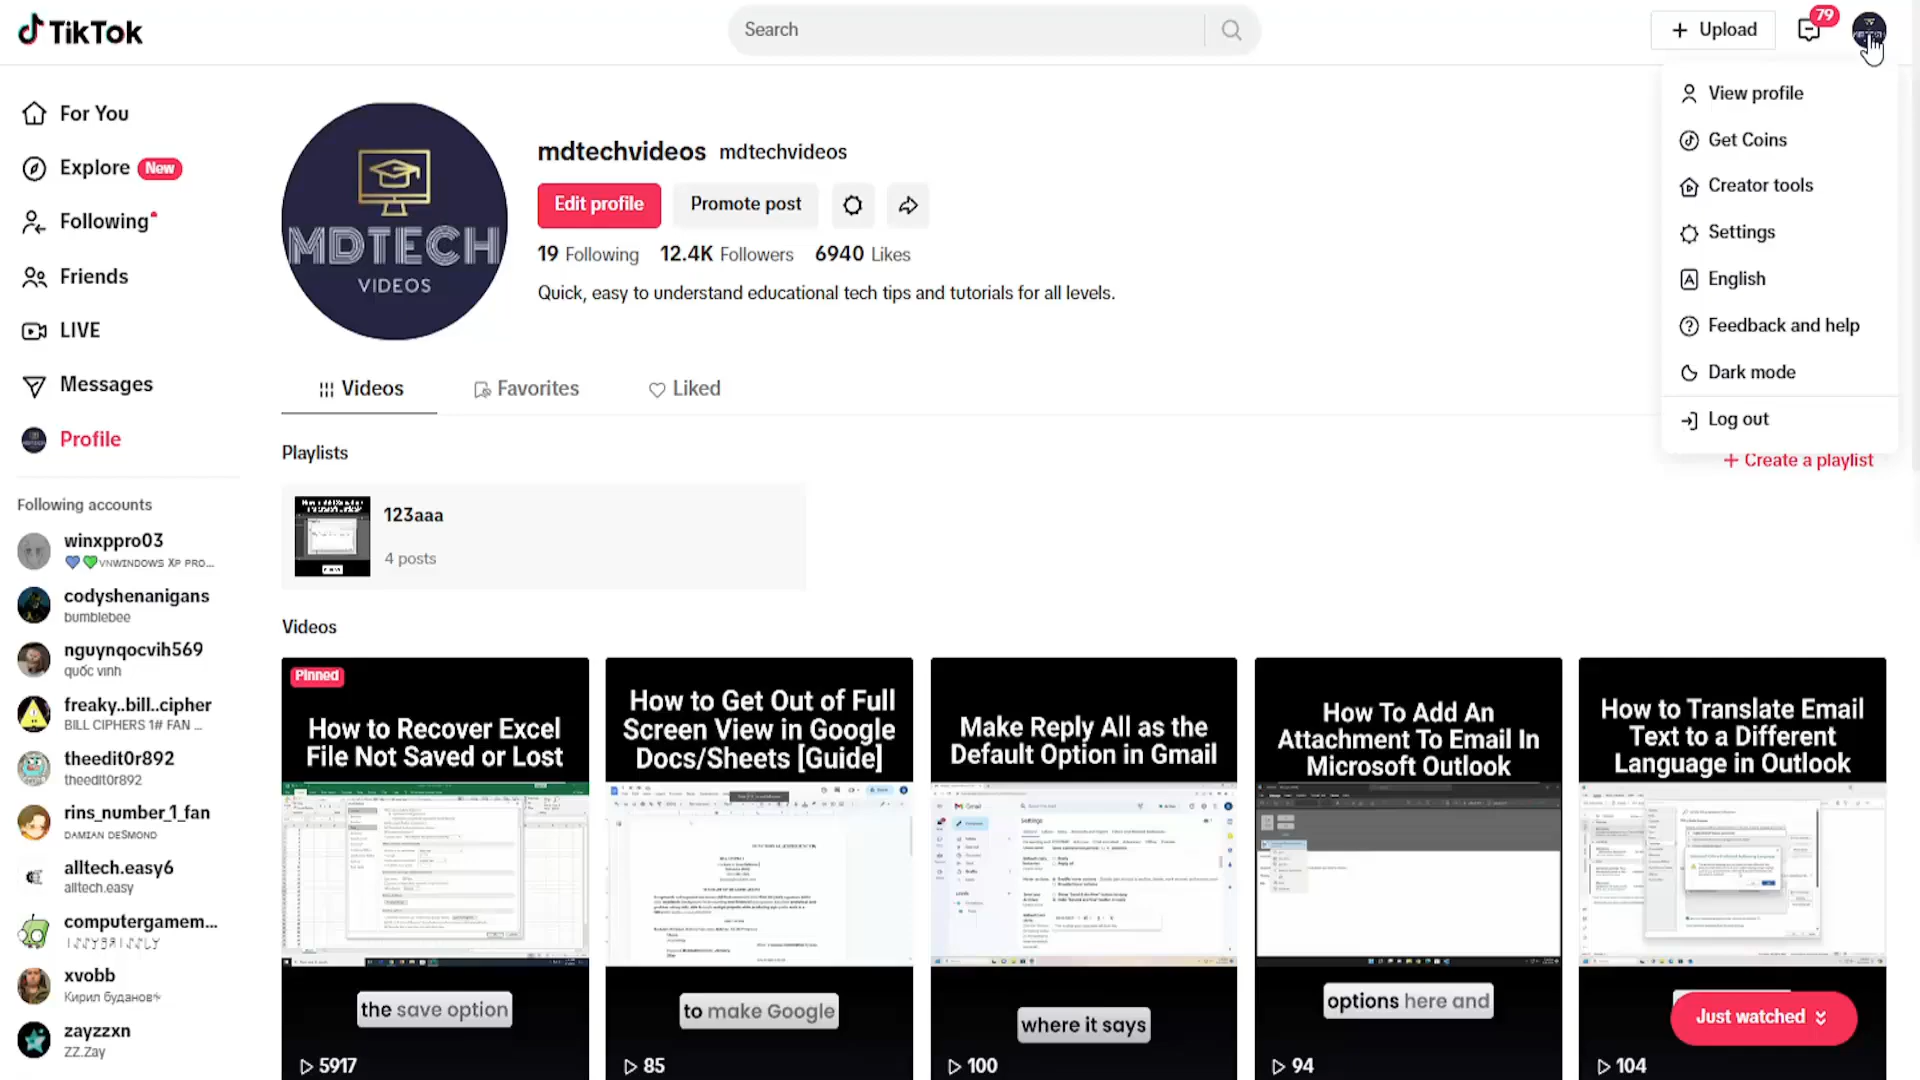 TikTok
Search
Upload
79
View profile
Get Coins
Creator tools
Settings
English
Feedback and help
Dark mode
Log out
For You
Explore New
Following
Friends
LIVE
Messages
Profile
Following accounts
winxppro03
💙💚VNWINDOWS XP PRO...
codyshenanigans
bumblebee
nguynqocvih569
quốc vinh
freaky..bill..cipher
BILL CIPHERS 1# FAN ...
theedit0r892
theedit0r892
rins_number_1_fan
alltech.easy6
alltech.easy
computergamem...
xvobb
Кирил буданов
zayzzxn
ZZ.Zay
MDTECH
VIDEOS
mdtechvideos mdtechvideos
Edit profile
Promote post
19 Following 12.4K Followers 6940 Likes
Quick, easy to understand educational tech tips and tutorials for all levels.
Videos
Favorites
Liked
Playlists
+ Create a playlist
123aaa
4 posts
Videos
Pinned
How to Recover Excel
File Not Saved or Lost
the save option
5917
How to Get Out of Full
Screen View in Google
Docs/Sheets [Guide]
to make Google
85
Make Reply All as the
Default Option in Gmail
Gmail
Settings
where it says
100
How To Add An
Attachment To Email In
Microsoft Outlook
options here and
94
How to Translate Email
Text to a Different
Language in Outlook
Just watched
104